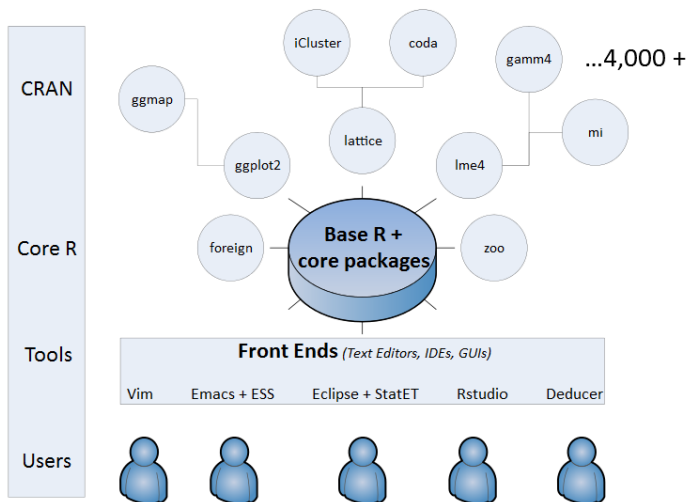 CRAN
iCluster
coda
gamm4
...4,000 +
ggmap
mi
lattice
ggplot2
lme4
Core R
foreign
Base R +
core packages
zoo
Tools
Front Ends (Text Editors, IDEs, GUIs)
Vim
Emacs + ESS
Eclipse + StatET
Rstudio
Deducer
Users